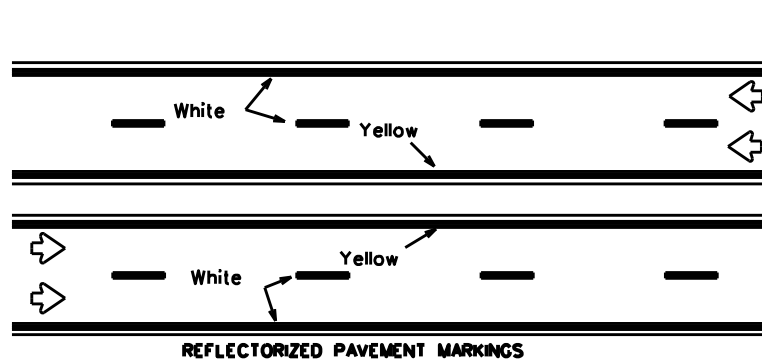 White
Yellow
Yellow
White
REFLECTORIZED PAVEMENT MARKINGS